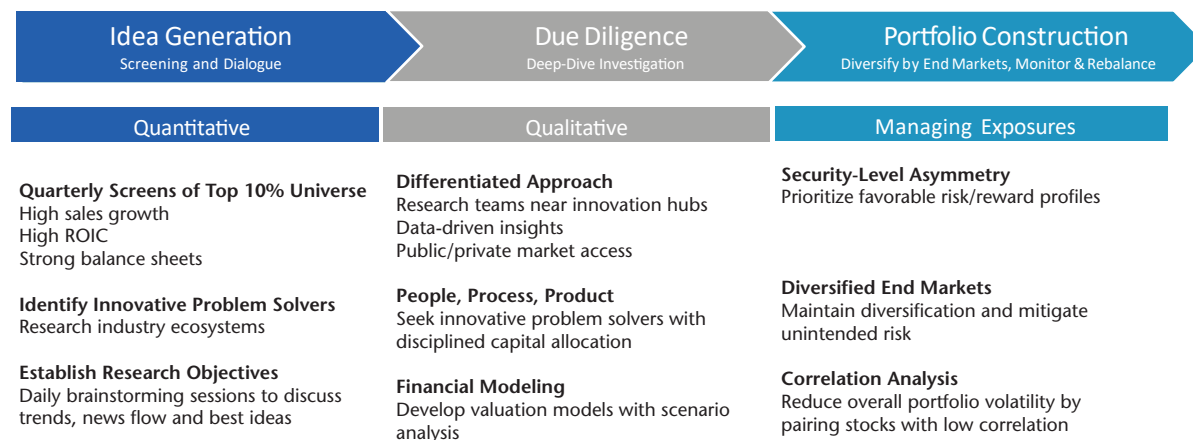 Idea Generation
Screening and Dialogue
Due Diligence
Deep-Dive Investigation
Portfolio Construction
Diversify by End Markets, Monitor & Rebalance
Quantitative
Qualitative
Managing Exposures
Quarterly Screens of Top 10% Universe
High sales growth
High ROIC
Strong balance sheets
Identify Innovative Problem Solvers
Research industry ecosystems
Establish Research Objectives
Daily brainstorming sessions to discuss
trends, news flow and best ideas
Differentiated Approach
Research teams near innovation hubs
Data-driven insights
Public/private market access
People, Process, Product
Seek innovative problem solvers with
disciplined capital allocation
Financial Modeling
Develop valuation models with scenario
analysis
Security-Level Asymmetry
Prioritize favorable risk/reward profiles
Diversified End Markets
Maintain diversification and mitigate
unintended risk
Correlation Analysis
Reduce overall portfolio volatility by
pairing stocks with low correlation